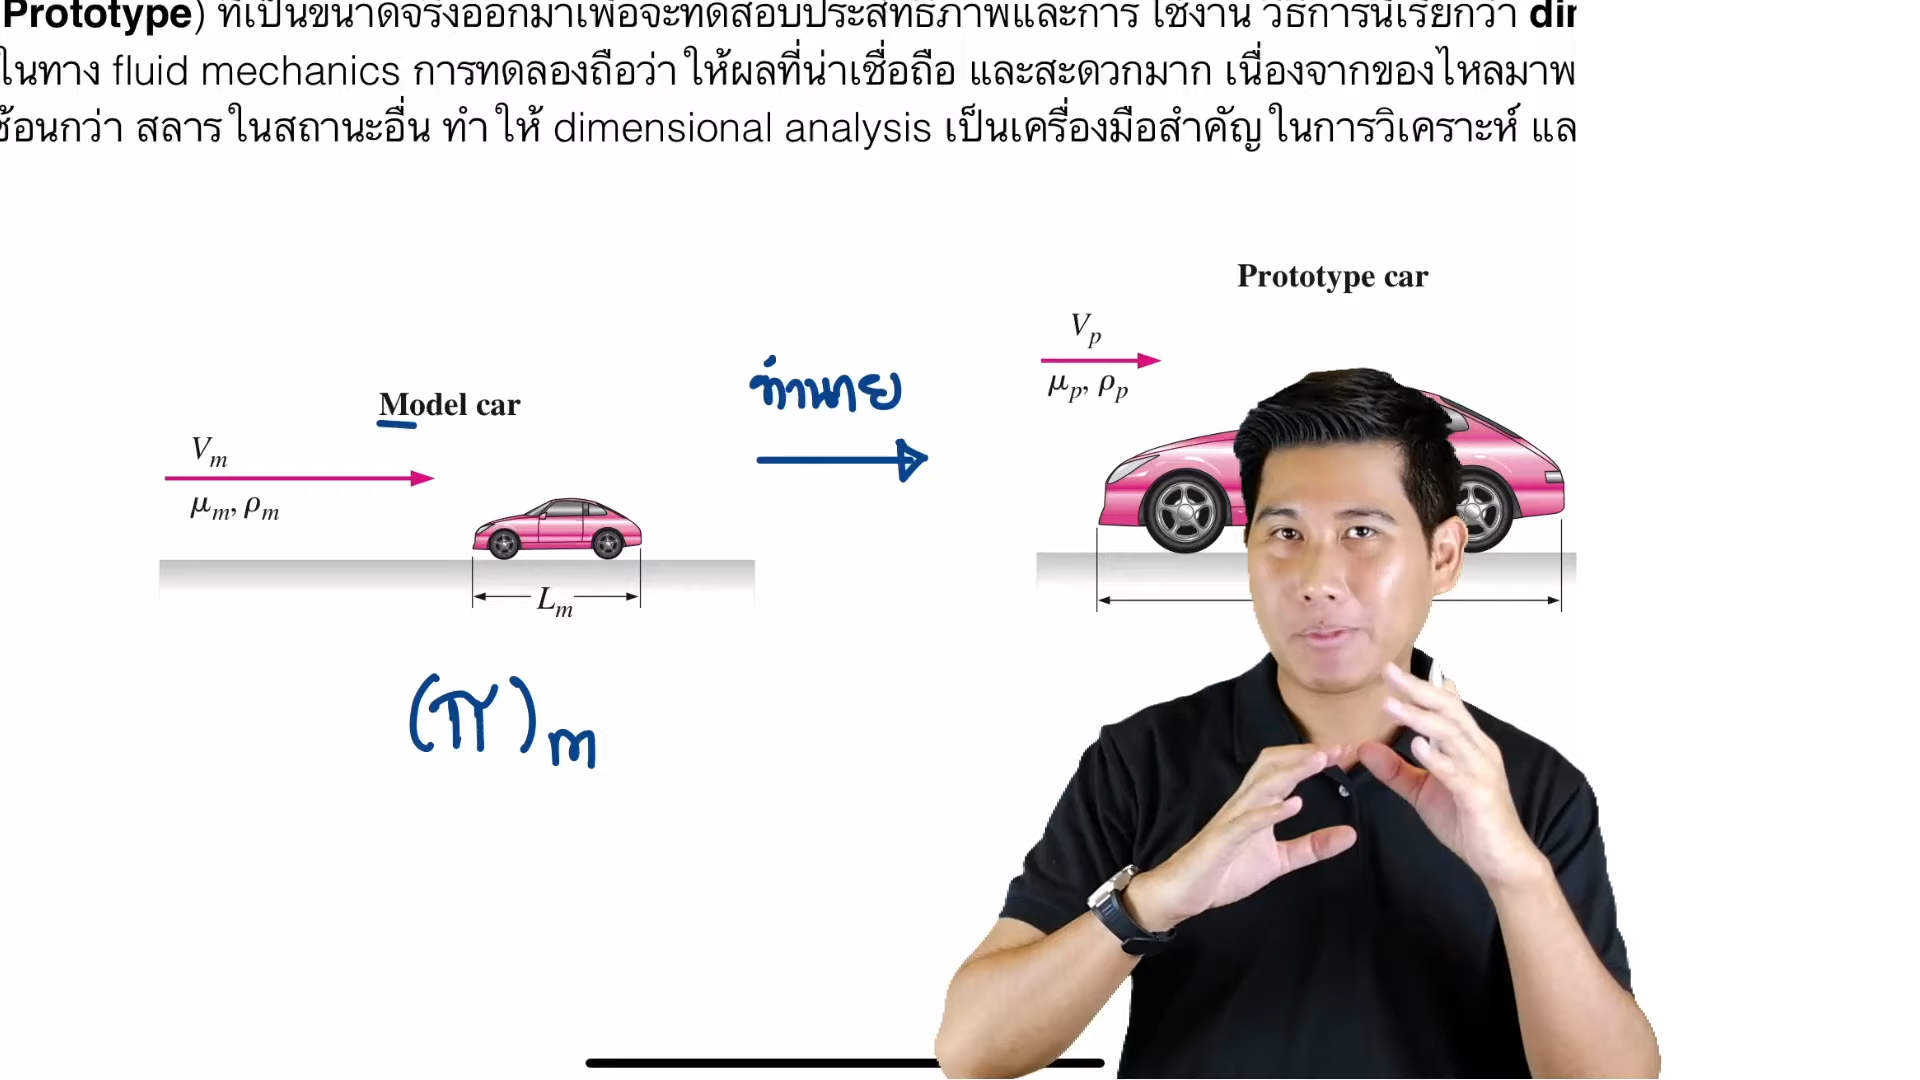 Prototype) ที่เป็นขนาดจริงออกมาเพื่อจะทดสอบประสิทธิภาพและการ ใช้งาน วิธีการนี้เรียกว่า
ในทาง fluid mechanics การทดลองถือว่า ให้ผลที่น่าเชื่อถือ และสะดวกมาก เนื่องจากของไหลมาพ
ซ้อนกว่า สสาร ในสถานะอื่น ทำ ให้ dimensional analysis เป็นเครื่องมือสำคัญ ในการวิเคราะห์ แล
Prototype car
Vp
μp, ρp
ทำนาย
Model car
Vm
μm, ρm
Lm
(π)m